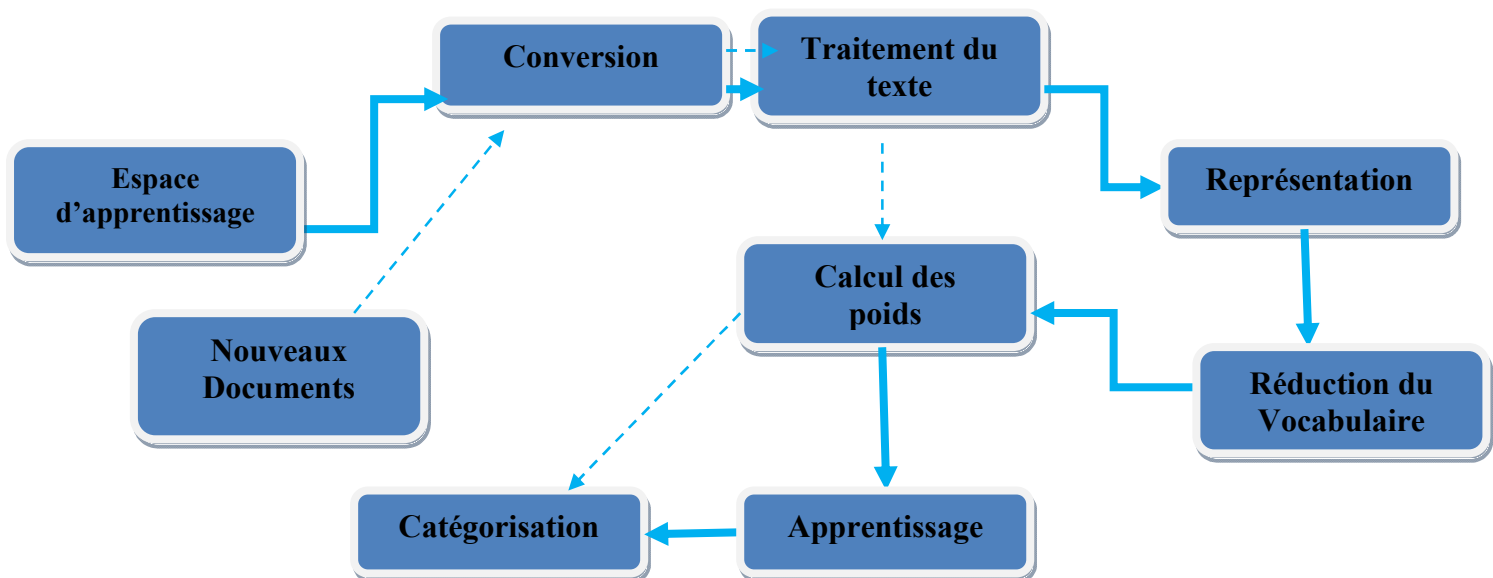 Conversion
Traitement du
texte
Espace
d’apprentissage
Représentation
Calcul des
poids
Nouveaux
Documents
Réduction du
Vocabulaire
Catégorisation
Apprentissage